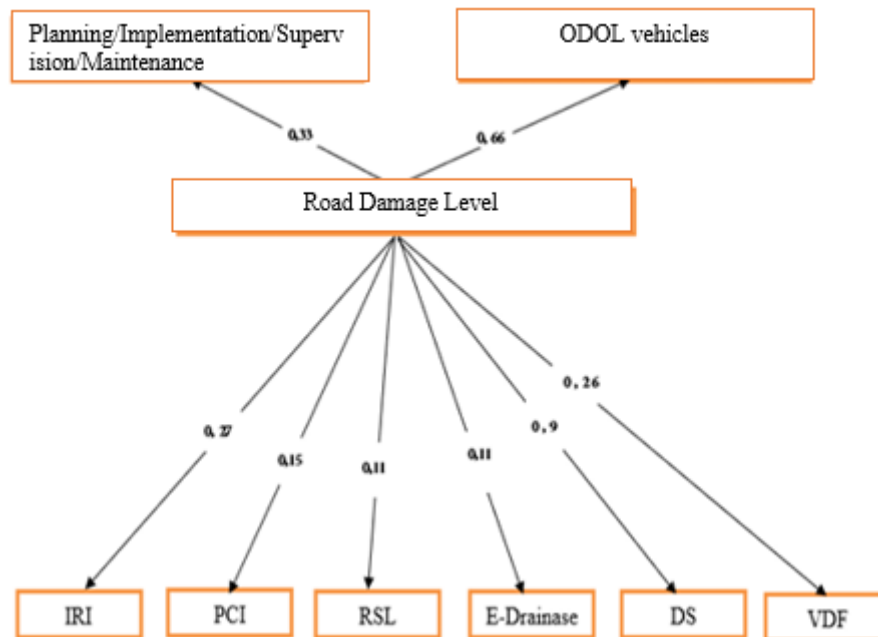 Planning/Implementation/Superv
ision/Maintenance
ODOL vehicles
0,33
0,66
Road Damage Level
0,27
0,15
0,11
0,11
0,9
0,26
IRI
PCI
RSL
E-Drainase
DS
VDF